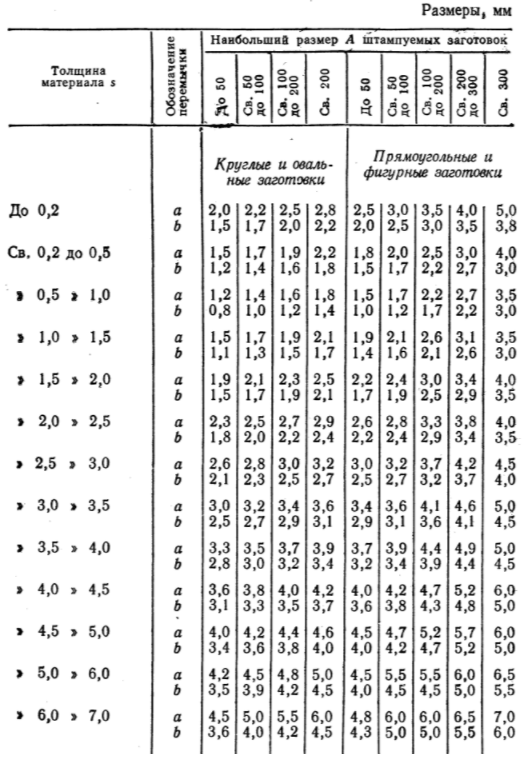 Размеры, мм
Толщина материала s
Обозначение перемычки
Наибольший размер A штампуемых заготовок
До 50 Св. 50 до 100 Св. 100 до 200 Св. 200 До 50 Св. 50 до 100 Св. 100 до 200 Св. 200 до 300 Св. 300
Круглые и оваль-
ные заготовки
Прямоугольные и
фигурные заготовки
До 0,2 a 2,0 2,2 2,5 2,8 2,5 3,0 3,5 4,0 5,0
b 1,5 1,7 2,0 2,2 2,0 2,5 3,0 3,5 3,8
Св. 0,2 до 0,5 a 1,5 1,7 1,9 2,2 1,8 2,0 2,5 3,0 4,0
b 1,2 1,4 1,6 1,8 1,5 1,7 2,2 2,7 3,0
» 0,5 » 1,0 a 1,2 1,4 1,6 1,8 1,5 1,7 2,2 2,7 3,5
b 0,8 1,0 1,2 1,4 1,0 1,2 1,7 2,2 3,0
» 1,0 » 1,5 a 1,5 1,7 1,9 2,1 1,9 2,1 2,6 3,1 3,5
b 1,1 1,3 1,5 1,7 1,4 1,6 2,1 2,6 3,0
» 1,5 » 2,0 a 1,9 2,1 2,3 2,5 2,2 2,4 3,0 3,4 4,0
b 1,5 1,7 1,9 2,1 1,7 1,9 2,5 2,9 3,5
» 2,0 » 2,5 a 2,3 2,5 2,7 2,9 2,6 2,8 3,3 3,8 4,0
b 1,8 2,0 2,2 2,4 2,2 2,4 2,9 3,4 3,5
» 2,5 » 3,0 a 2,6 2,8 3,0 3,2 3,0 3,2 3,7 4,2 4,5
b 2,1 2,3 2,5 2,7 2,5 2,7 3,2 3,7 4,0
» 3,0 » 3,5 a 3,0 3,2 3,4 3,6 3,4 3,6 4,1 4,6 5,0
b 2,5 2,7 2,9 3,1 2,9 3,1 3,6 4,1 4,5
» 3,5 » 4,0 a 3,3 3,5 3,7 3,9 3,7 3,9 4,4 4,9 5,0
b 2,8 3,0 3,2 3,4 3,2 3,4 3,9 4,4 4,5
» 4,0 » 4,5 a 3,6 3,8 4,0 4,2 4,0 4,2 4,7 5,2 6,0
b 3,1 3,3 3,5 3,7 3,6 3,8 4,3 4,8 5,0
» 4,5 » 5,0 a 4,0 4,2 4,4 4,6 4,5 4,7 5,2 5,7 6,0
b 3,4 3,6 3,8 4,0 4,0 4,2 4,7 5,2 5,0
» 5,0 » 6,0 a 4,2 4,5 4,8 5,0 4,5 5,5 5,5 6,0 6,5
b 3,5 3,9 4,2 4,5 4,0 4,5 4,5 5,0 5,5
» 6,0 » 7,0 a 4,5 5,0 5,5 6,0 4,8 6,0 6,0 6,5 7,0
b 3,6 4,0 4,2 4,5 4,3 5,0 5,0 5,5 6,0